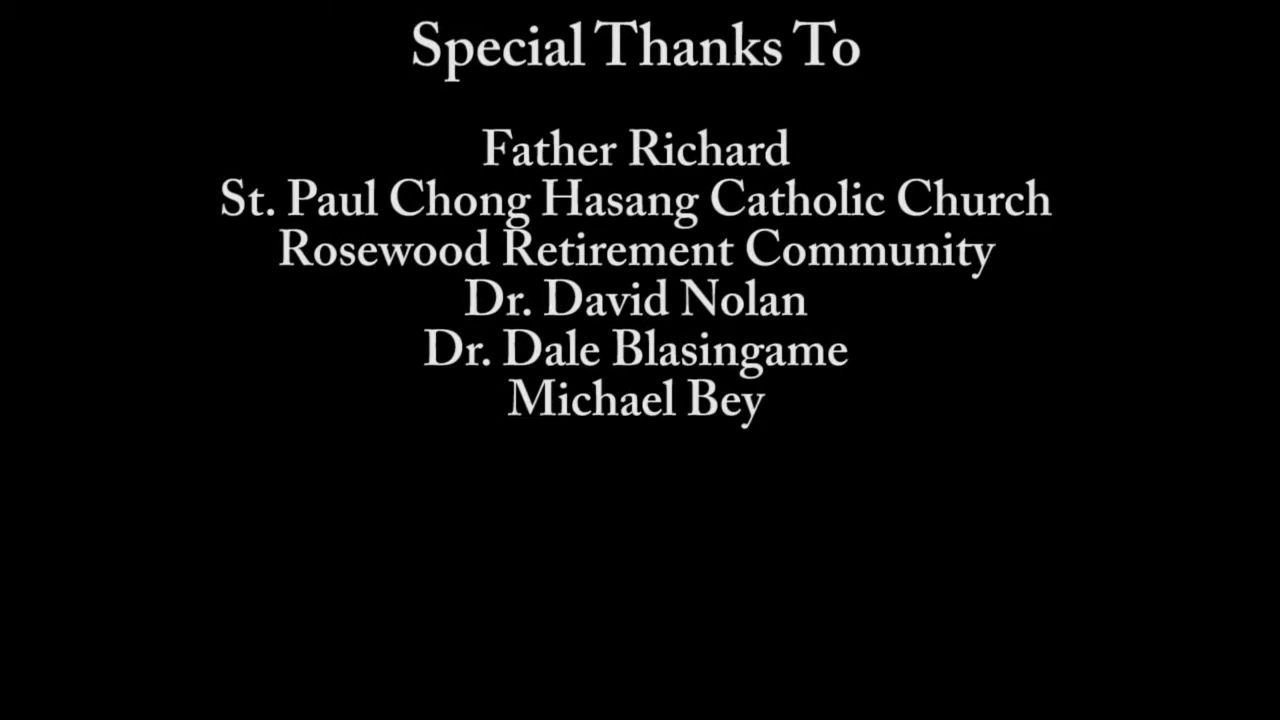 Special Thanks To
Father Richard
St. Paul Chong Hasang Catholic Church
Rosewood Retirement Community
Dr. David Nolan
Dr. Dale Blasingame
Michael Bey